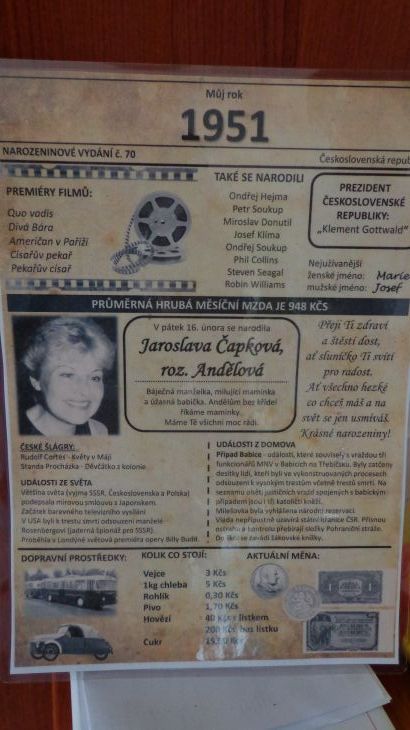 Můj rok
1951
NAROZENINOVÉ VYDÁNÍ č. 70
Československá repub
PREMIÉRY FILMŮ:
Quo vadis
Divá Bára
Američan v Paříži
Císařův pekař
Pekařův císař
TAKÉ SE NARODILI
Ondřej Hejma
Petr Soukup
Miroslav Donutil
Josef Klíma
Ondřej Soukup
Phil Collins
Steven Seagal
Robin Williams
PREZIDENT
ČESKOSLOVENSKÉ
REPUBLIKY:
„Klement Gottwald"
Nejužívanější
ženské jméno: Marie
mužské jméno: Josef
PRŮMĚRNÁ HRUBÁ MĚSÍČNÍ MZDA JE 948 KČS
V pátek 16. února se narodila
Jaroslava Čapková,
roz. Andělová
Báječná manželka, milující maminka
a úžasná babička. Andělům bez křídel
říkáme maminky.
Máme Tě všichni moc rádi.
Přeji Ti zdraví
a štěstí dost,
ať sluníčko Ti svítí
pro radost.
Ať všechno hezké
co chceš máš a na
svět se jen usmíváš.
Krásné narozeniny!
ČESKÉ ŠLÁGRY:
Rudolf Cortés - Květy v Máji
Standa Procházka - Děvčátko z kolonie
UDÁLOSTI ZE SVĚTA
Většina světa (vyjma SSSR, Československa a Polska)
podepsala mírovou smlouvu s Japonskem.
Začátek barevného televizního vysílání
V USA byli k trestu smrti odsouzeni manželé
Rosenbergovi (jaderná špionáž pro SSSR)
Proběhla v Londýně světová premiéra opery Billy Budd.
UDÁLOSTI Z DOMOVA
Případ Babice - události, které souvisely s vraždou tří
funkcionářů MNV v Babicích na Třebíčsku. Byly zatčeny
desítky lidí, kteří byli ve vykonstruovaných procesech
odsouzeni k vysokým trestům včetně trestů smrti. Na
seznamu obětí justičních vražd spojených s babickým
případem jsou i tři katoličtí kněží.
Milešovka byla vyhlášena národní rezervací.
Vláda nepřípustně uzavírá státní hranice ČSR. Přísnou
ostrahu a kontrolu přebírají složky Pohraniční stráže.
Do škol se zavádí žákovské knížky.
DOPRAVNÍ PROSTŘEDKY:
KOLIK CO STOJÍ:
Vejce 3 Kčs
1kg chleba 5 Kčs
Rohlík 0,30 Kčs
Pivo 1,70 Kčs
Hovězí 40 Kčs s lístkem
200 Kčs bez lístku
Cukr Kčs
AKTUÁLNÍ MĚNA: